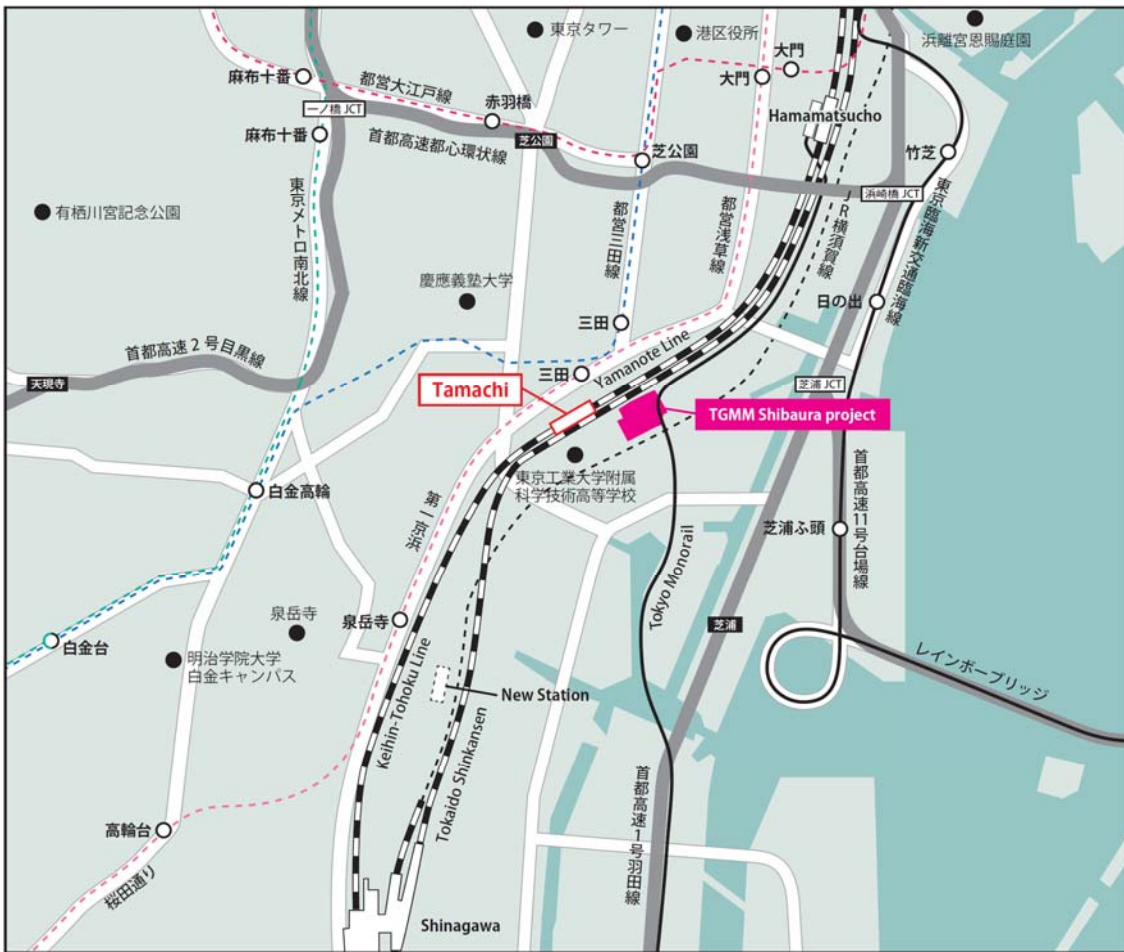 東京タワー
港区役所
浜離宮恩賜庭園
大門
大門
麻布十番
都営大江戸線
赤羽橋
一ノ橋 JCT
Hamamatsucho
麻布十番
首都高速都心環状線
芝公園
芝公園
竹芝
浜崎橋 JCT
有栖川宮記念公園
東京メトロ南北線
都営三田線
都営浅草線
JR横須賀線
東京臨海新交通臨海線
慶應義塾大学
日の出
三田
首都高速2号目黒線
天現寺
三田
Yamanote Line
芝浦 JCT
Tamachi
TGMM Shibaura project
東京工業大学附属
科学技術高等学校
白金高輪
第一京浜
首都高速11号台場線
芝浦ふ頭
Tokyo Monorail
泉岳寺
泉岳寺
芝浦
白金台
明治学院大学
白金キャンパス
レインボーブリッジ
Keihin-Tohoku Line
New Station
Tokaido Shinkansen
首都高速1号羽田線
高輪台
桜田通り
Shinagawa